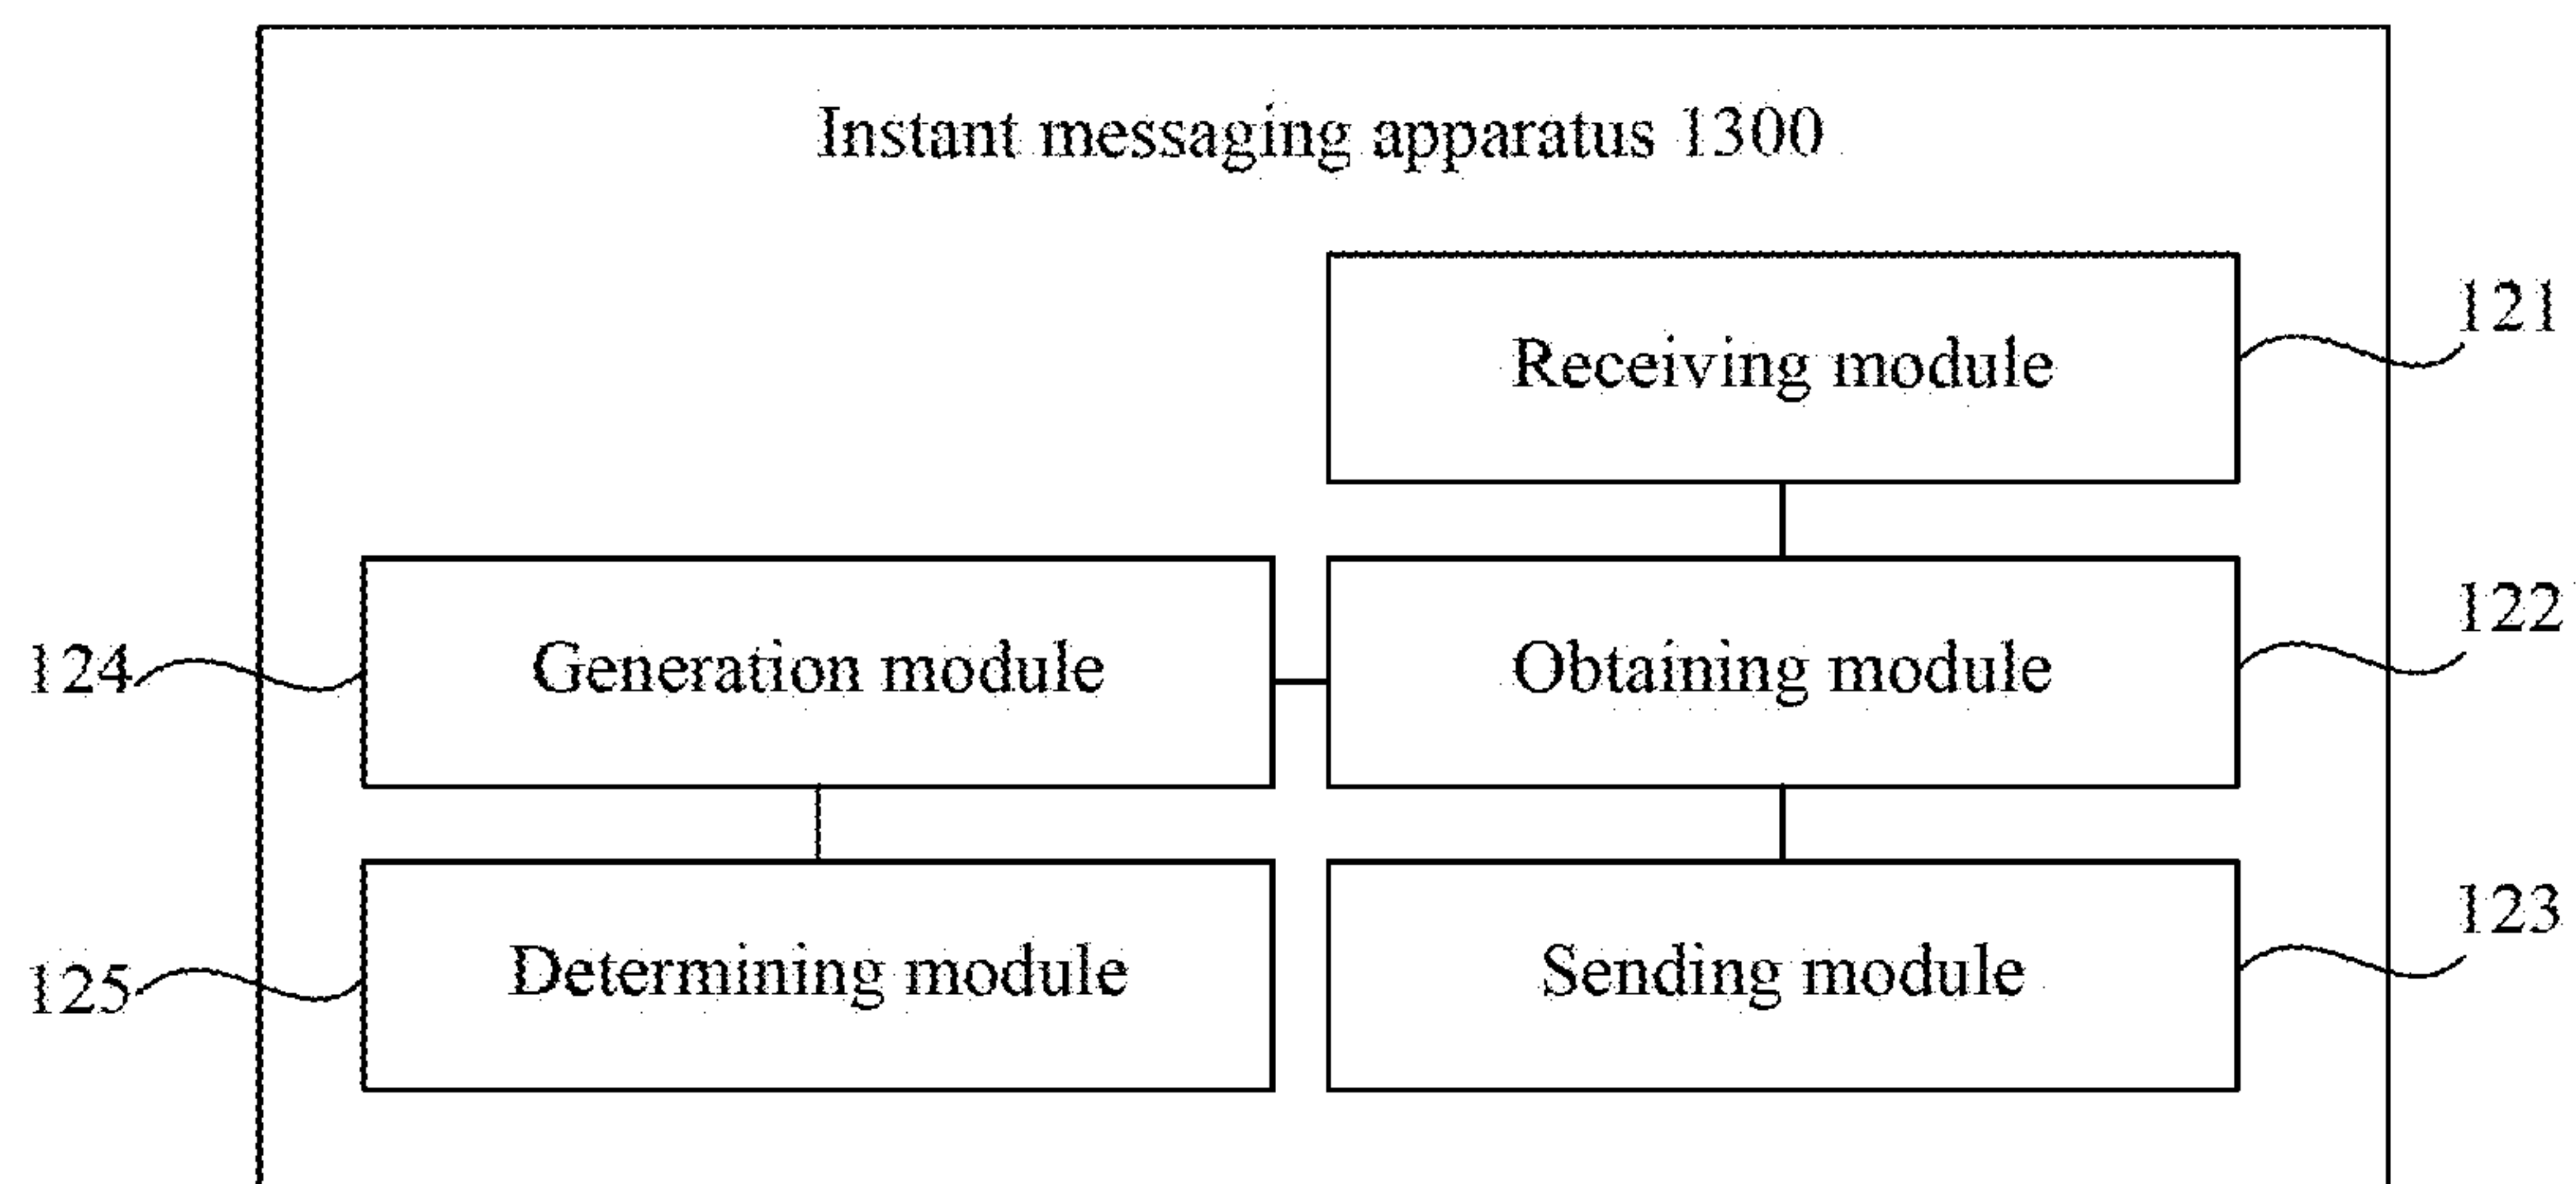 Instant messaging apparatus 1300
Receiving module
121
124
Generation module
Obtaining module
122
125
Determining module
Sending module
123